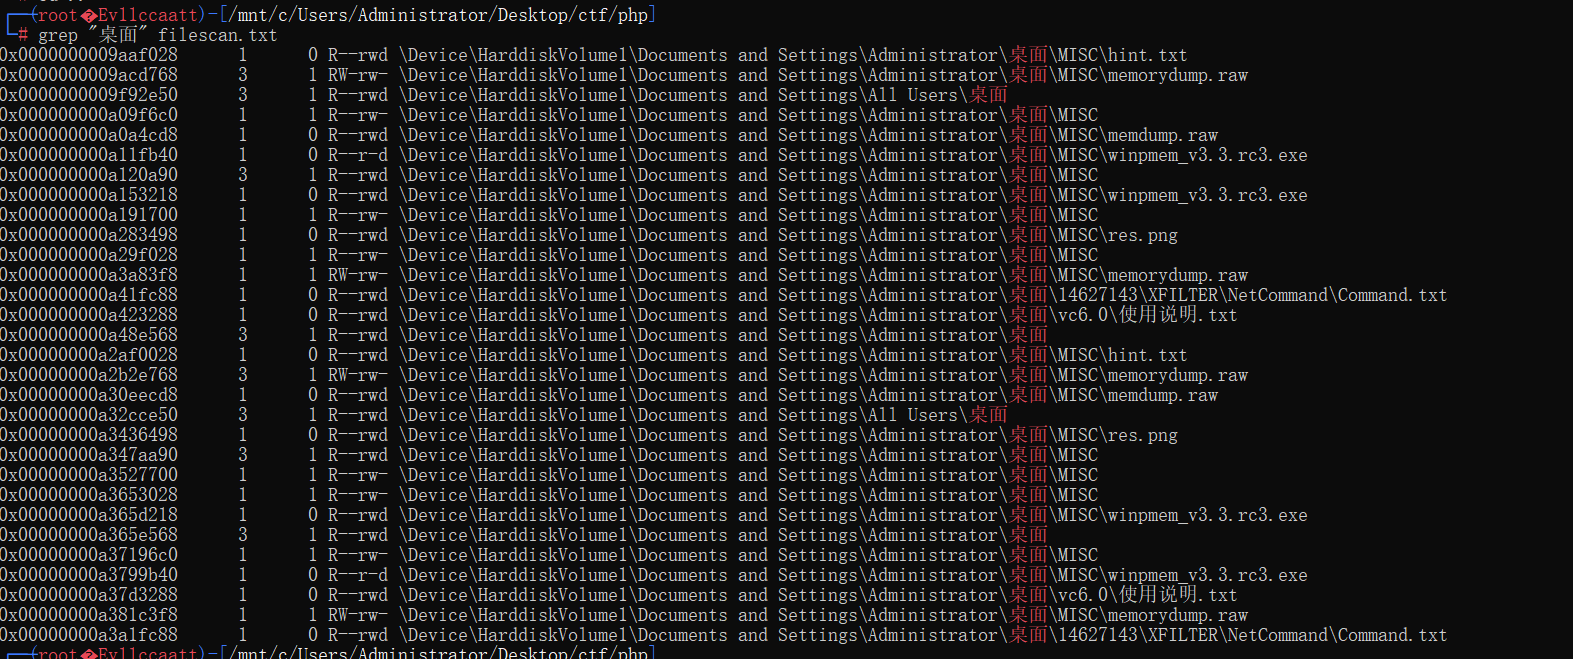 (root�Ev1lccaatt)-[/mnt/c/Users/Administrator/Desktop/ctf/php]
# grep "桌面" filescan.txt
0x0000000009aaf028 1 0 R--rwd \Device\HarddiskVolume1\Documents and Settings\Administrator\桌面\MISC\hint.txt
0x0000000009acd768 3 1 RW-rw- \Device\HarddiskVolume1\Documents and Settings\Administrator\桌面\MISC\memorydump.raw
0x0000000009f92e50 3 1 R--rwd \Device\HarddiskVolume1\Documents and Settings\All Users\桌面
0x000000000a09f6c0 1 1 R--rw- \Device\HarddiskVolume1\Documents and Settings\Administrator\桌面\MISC
0x000000000a0a4cd8 1 0 R--rwd \Device\HarddiskVolume1\Documents and Settings\Administrator\桌面\MISC\memdump.raw
0x000000000a11fb40 1 0 R--r-d \Device\HarddiskVolume1\Documents and Settings\Administrator\桌面\MISC\winpmem_v3.3.rc3.exe
0x000000000a120a90 3 1 R--rwd \Device\HarddiskVolume1\Documents and Settings\Administrator\桌面\MISC
0x000000000a153218 1 0 R--rwd \Device\HarddiskVolume1\Documents and Settings\Administrator\桌面\MISC\winpmem_v3.3.rc3.exe
0x000000000a191700 1 1 R--rw- \Device\HarddiskVolume1\Documents and Settings\Administrator\桌面\MISC
0x000000000a283498 1 0 R--rwd \Device\HarddiskVolume1\Documents and Settings\Administrator\桌面\MISC\res.png
0x000000000a29f028 1 1 R--rw- \Device\HarddiskVolume1\Documents and Settings\Administrator\桌面\MISC
0x000000000a3a83f8 1 1 RW-rw- \Device\HarddiskVolume1\Documents and Settings\Administrator\桌面\MISC\memorydump.raw
0x000000000a41fc88 1 0 R--rwd \Device\HarddiskVolume1\Documents and Settings\Administrator\桌面\14627143\XFILTER\NetCommand\Command.txt
0x000000000a423288 1 0 R--rwd \Device\HarddiskVolume1\Documents and Settings\Administrator\桌面\vc6.0\使用说明.txt
0x000000000a48e568 3 1 R--rwd \Device\HarddiskVolume1\Documents and Settings\Administrator\桌面
0x00000000a2af0028 1 0 R--rwd \Device\HarddiskVolume1\Documents and Settings\Administrator\桌面\MISC\hint.txt
0x00000000a2b2e768 3 1 RW-rw- \Device\HarddiskVolume1\Documents and Settings\Administrator\桌面\MISC\memorydump.raw
0x00000000a30eecd8 1 0 R--rwd \Device\HarddiskVolume1\Documents and Settings\Administrator\桌面\MISC\memdump.raw
0x00000000a32cce50 3 1 R--rwd \Device\HarddiskVolume1\Documents and Settings\All Users\桌面
0x00000000a3436498 1 0 R--rwd \Device\HarddiskVolume1\Documents and Settings\Administrator\桌面\MISC\res.png
0x00000000a347aa90 3 1 R--rwd \Device\HarddiskVolume1\Documents and Settings\Administrator\桌面\MISC
0x00000000a3527700 1 1 R--rw- \Device\HarddiskVolume1\Documents and Settings\Administrator\桌面\MISC
0x00000000a3653028 1 1 R--rw- \Device\HarddiskVolume1\Documents and Settings\Administrator\桌面\MISC
0x00000000a365d218 1 0 R--rwd \Device\HarddiskVolume1\Documents and Settings\Administrator\桌面\MISC\winpmem_v3.3.rc3.exe
0x00000000a365e568 3 1 R--rwd \Device\HarddiskVolume1\Documents and Settings\Administrator\桌面
0x00000000a37196c0 1 1 R--rw- \Device\HarddiskVolume1\Documents and Settings\Administrator\桌面\MISC
0x00000000a3799b40 1 0 R--r-d \Device\HarddiskVolume1\Documents and Settings\Administrator\桌面\MISC\winpmem_v3.3.rc3.exe
0x00000000a37d3288 1 0 R--rwd \Device\HarddiskVolume1\Documents and Settings\Administrator\桌面\vc6.0\使用说明.txt
0x00000000a381c3f8 1 1 RW-rw- \Device\HarddiskVolume1\Documents and Settings\Administrator\桌面\MISC\memorydump.raw
0x00000000a3a1fc88 1 0 R--rwd \Device\HarddiskVolume1\Documents and Settings\Administrator\桌面\14627143\XFILTER\NetCommand\Command.txt
(root�Ev1lccaatt)-[/mnt/c/Users/Administrator/Desktop/ctf/php]